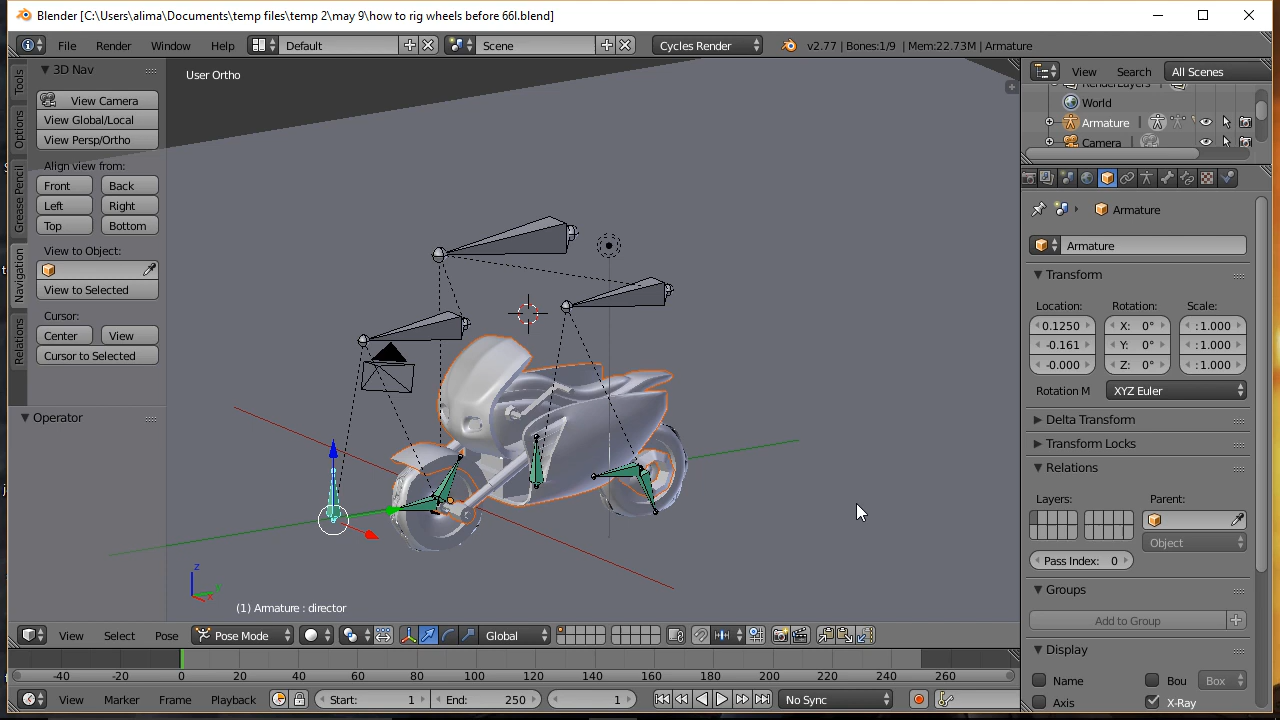 Blender [C:\Users\alima\Documents\temp files\temp 2\may 9\how to rig wheels before 66l.blend]
File Render Window Help Default Scene Cycles Render v2.77 | Bones:1/9 | Mem:22.73M | Armature
View Search All Scenes
3D Nav
User Ortho
RenderLayers
World
Armature
Camera
Tools
Options
Grease Pencil
Navigation
Relations
View Camera
View Global/Local
View Persp/Ortho
Align view from:
Front Back
Left Right
Top Bottom
View to Object:
View to Selected
Cursor:
Center View
Cursor to Selected
Operator
Armature
Armature
Transform
Location: Rotation: Scale:
0.1250 X: 0° : 1.000
-0.161 Y: 0° : 1.000
-0.000 Z: 0° : 1.000
Rotation M XYZ Euler
Delta Transform
Transform Locks
Relations
Layers: Parent:
Object
Pass Index: 0
Groups
Add to Group
Display
Name Bou Box
Axis X-Ray
z
(1) Armature : director
View Select Pose Pose Mode Global
-40 -20 0 20 40 60 80 100 120 140 160 180 200 220 240 260
View Marker Frame Playback Start: 1 End: 250 1 No Sync